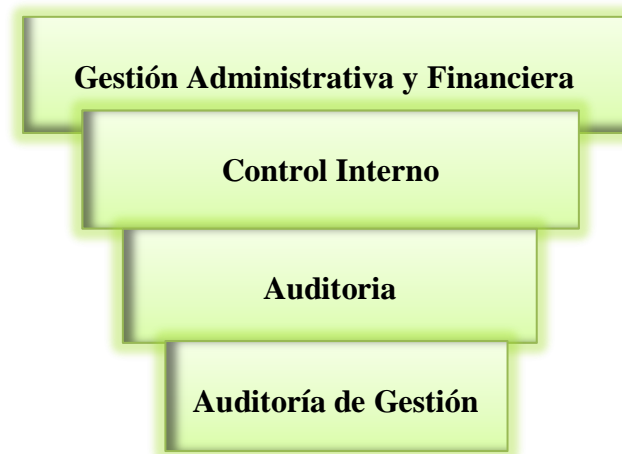 Gestión Administrativa y Financiera
Control Interno
Auditoria
Auditoría de Gestión